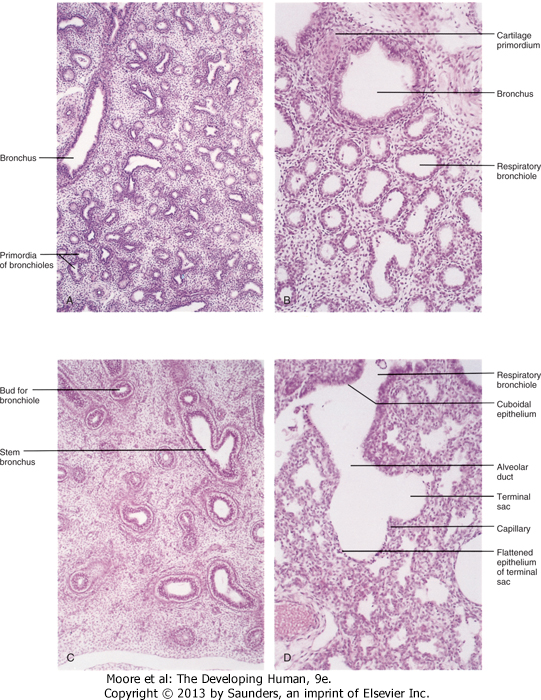 Cartilage
primordium
Bronchus
Bronchus
Respiratory
bronchiole
Primordia
of bronchioles
A
B
Respiratory
bronchiole
Bud for
bronchiole
Cuboidal
epithelium
Stem
bronchus
Alveolar
duct
Terminal
sac
Capillary
Flattened
epithelium
of terminal
sac
C
D
Moore et al: The Developing Human, 9e.
Copyright © 2013 by Saunders, an imprint of Elsevier Inc.